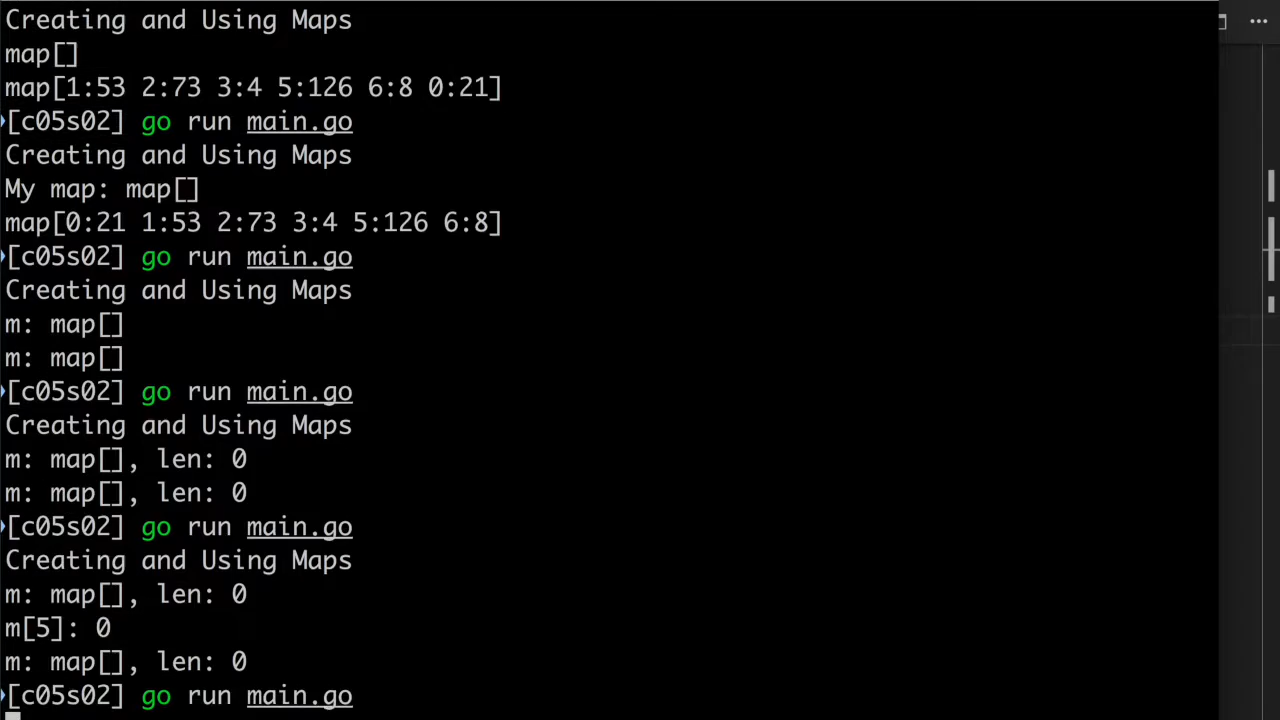 Creating and Using Maps
map[]
map[1:53 2:73 3:4 5:126 6:8 0:21]
[c05s02] go run main.go
Creating and Using Maps
My map: map[]
map[0:21 1:53 2:73 3:4 5:126 6:8]
[c05s02] go run main.go
Creating and Using Maps
m: map[]
m: map[]
[c05s02] go run main.go
Creating and Using Maps
m: map[], len: 0
m: map[], len: 0
[c05s02] go run main.go
Creating and Using Maps
m: map[], len: 0
m[5]: 0
m: map[], len: 0
[c05s02] go run main.go